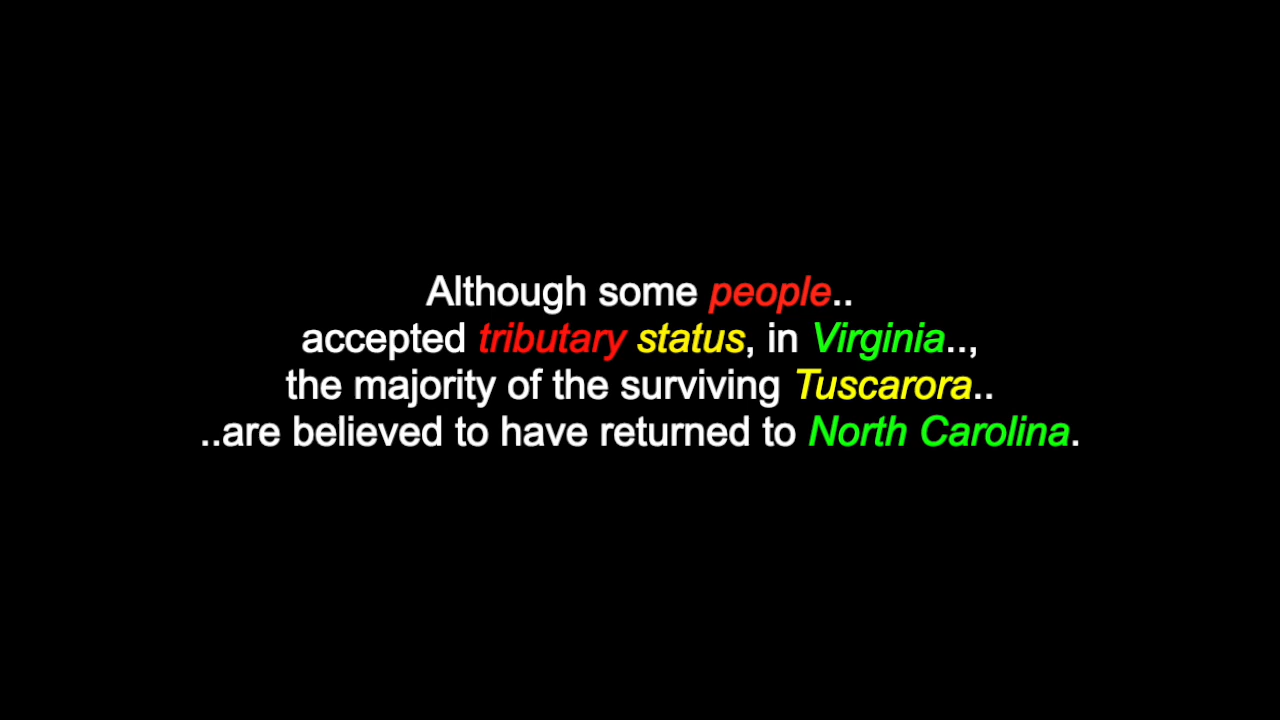 Although some people..
accepted tributary status, in Virginia..,
the majority of the surviving Tuscarora..
..are believed to have returned to North Carolina.